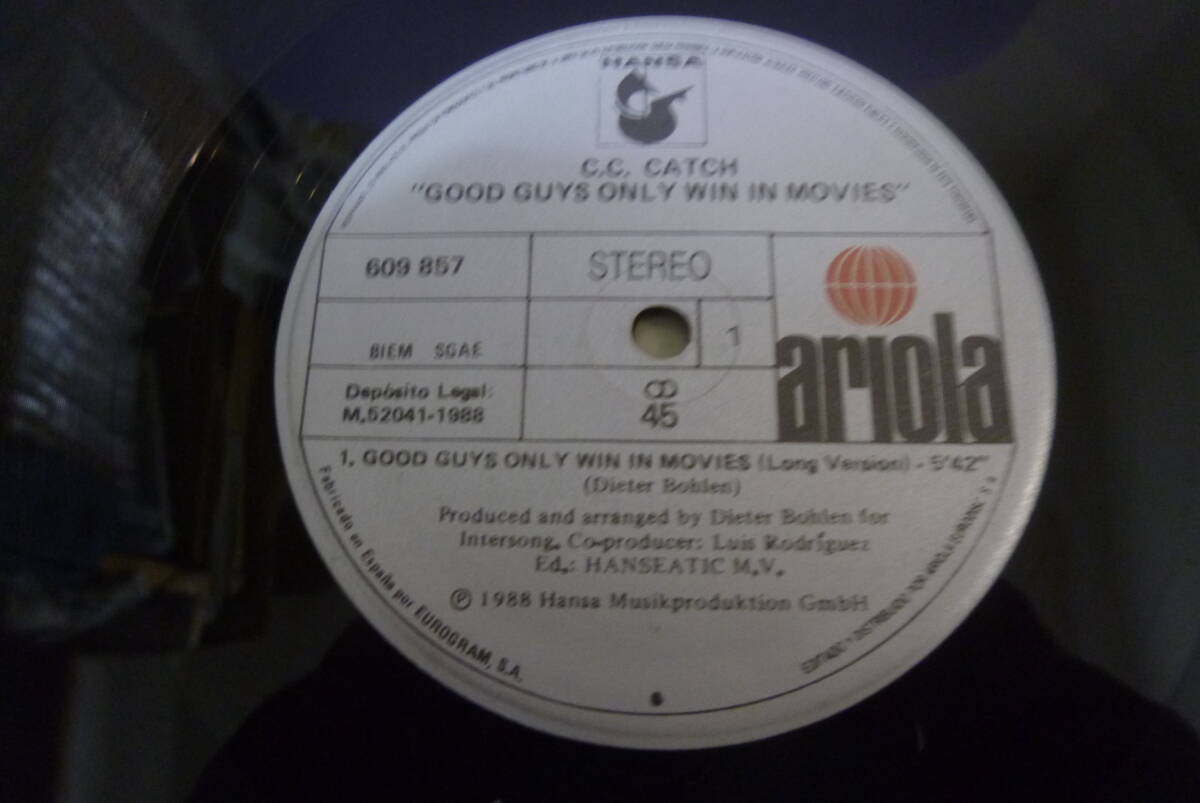 HANSA
C.C. CATCH
"GOOD GUYS ONLY WIN IN MOVIES"
609 857
STEREO
BIEM SGAE
1
ariola
Depósito Legal:
M.52041-1988
45
1. GOOD GUYS ONLY WIN IN MOVIES (Long Version) - 5'42"
(Dieter Bohlen)
Produced and arranged by Dieter Bohlen for
Intersong. Co-producer: Luis Rodríguez
Ed.: HANSEATIC M.V.
℗ 1988 Hansa Musikproduktion GmbH
Fabricado en España por EUROGRAM, S.A.